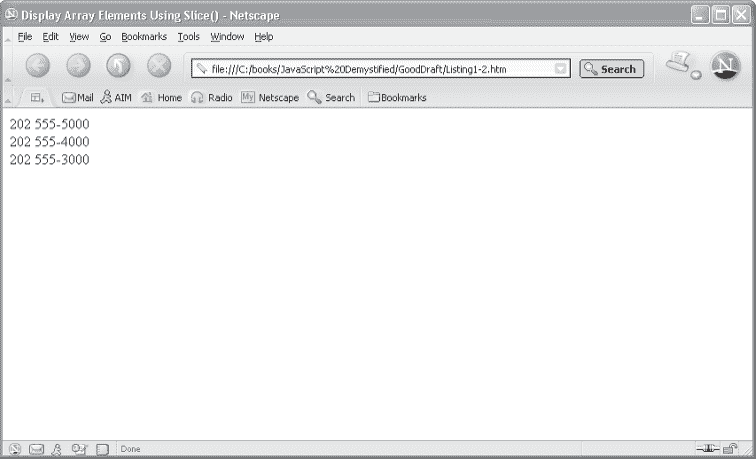 Display Array Elements Using Slice() - Netscape
File Edit View Go Bookmarks Tools Window Help
file:///C:/books/JavaScript%20Demystified/GoodDraft/Listing1-2.htm Search N
Mail AIM Home Radio My Netscape Search Bookmarks
202 555-5000
202 555-4000
202 555-3000
Done